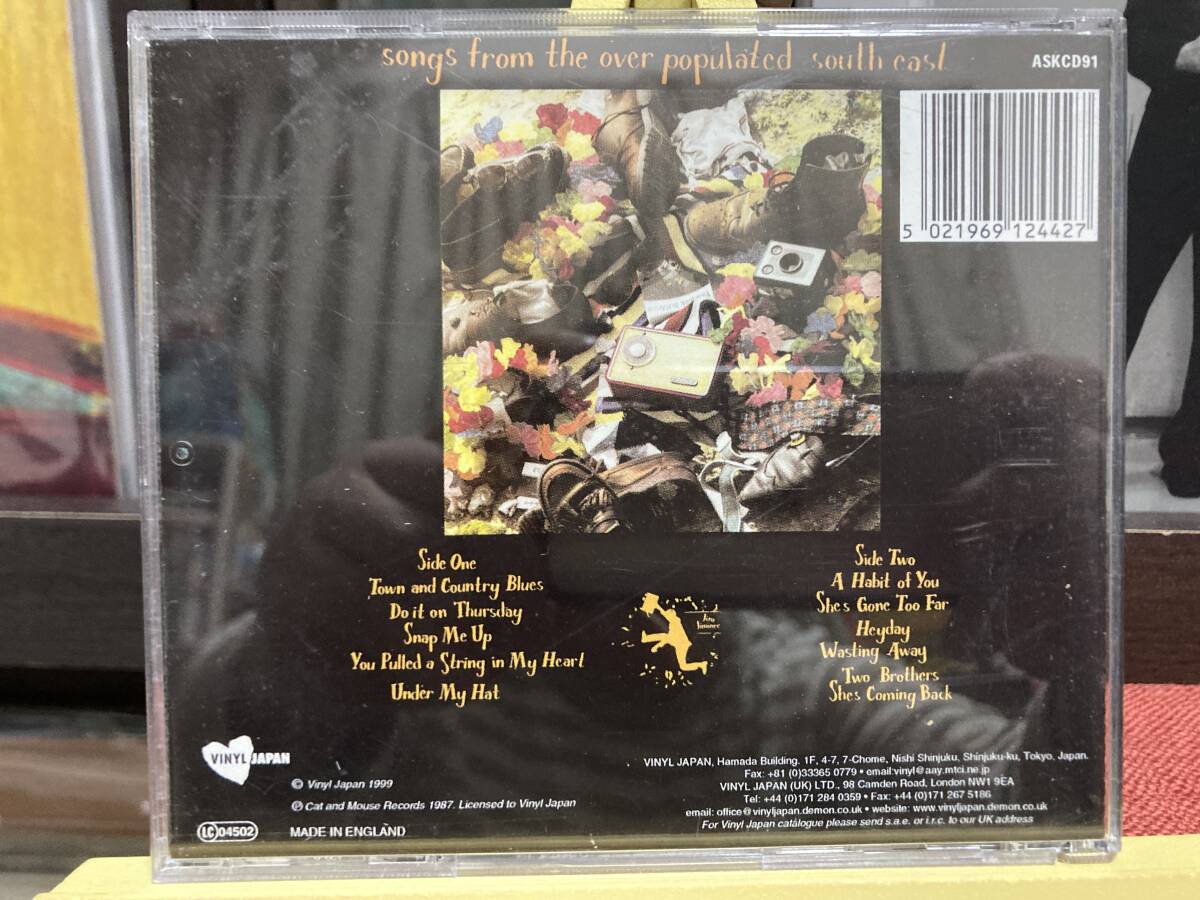 songs from the over populated south east
ASKCD91
5 021969 124427
Side One
Town and Country Blues
Do it on Thursday
Snap Me Up
You Pulled a String in My Heart
Under My Hat
Side Two
A Habit of You
She's Gone Too Far
Heyday
Wasting Away
Two Brothers
She's Coming Back
VINYL JAPAN
© Vinyl Japan 1999
℗ Cat and Mouse Records 1987. Licensed to Vinyl Japan
LC 04502
MADE IN ENGLAND
VINYL JAPAN, Hamada Building. 1F, 4-7, 7-Chome, Nishi Shinjuku, Shinjuku-ku, Tokyo. Japan.
Fax: +81 (0)33365 0779 • email:vinyl@aay.mtci.ne.jp
VINYL JAPAN (UK) LTD., 98 Camden Road, London NW1 9EA
Tel: +44 (0)171 284 0359 • Fax: +44 (0)171 267 5186
email: office@vinyljapan.demon.co.uk • website: www.vinyljapan.demon.co.uk
For Vinyl Japan catalogue please send s.a.e. or i.r.c. to our UK address